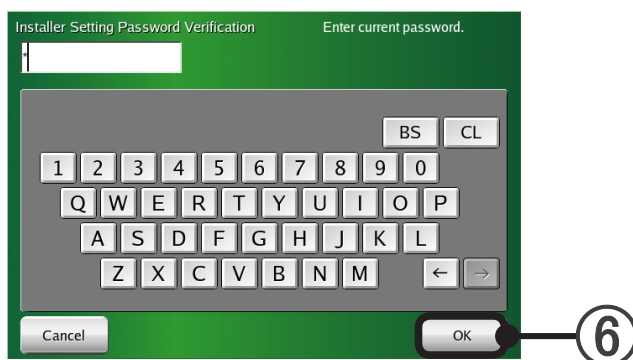 Installer Setting Password Verification Enter current password.
*
BS CL
1 2 3 4 5 6 7 8 9 0
Q W E R T Y U I O P
A S D F G H J K L
Z X C V B N M ← →
Cancel OK 6